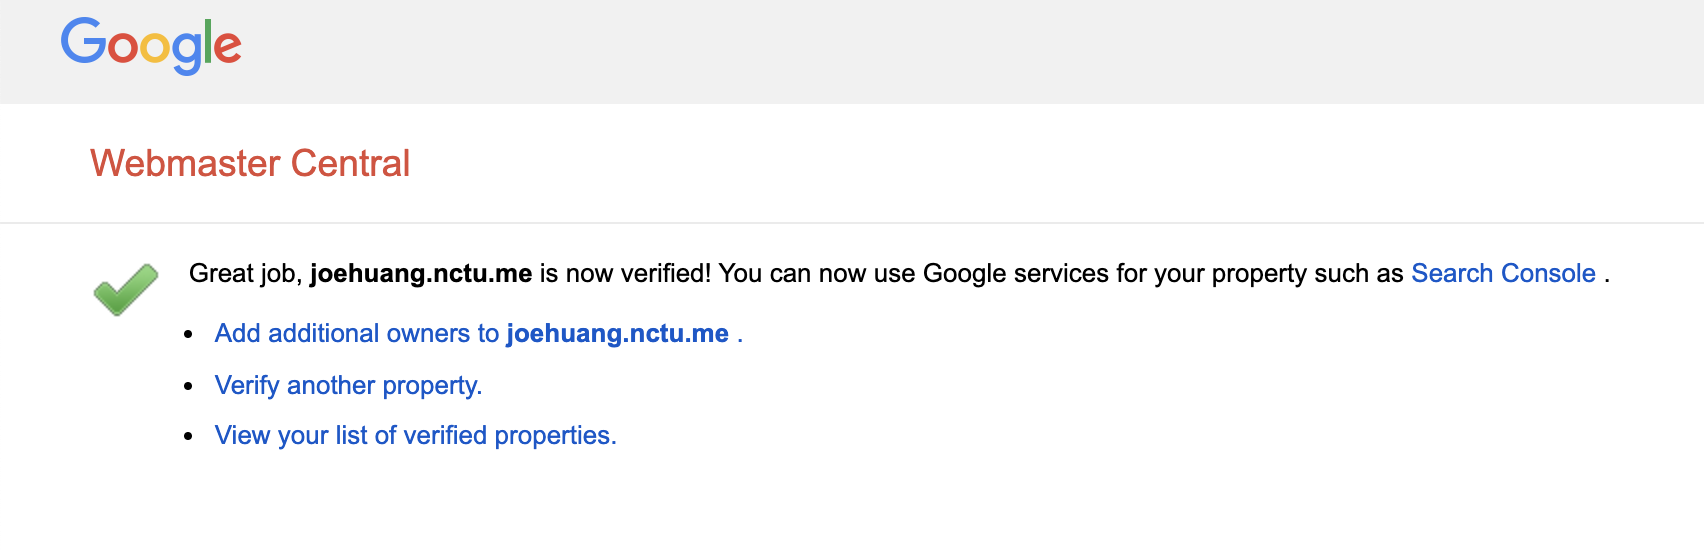 Google
Webmaster Central
Great job, joehuang.nctu.me is now verified! You can now use Google services for your property such as Search Console .
• Add additional owners to joehuang.nctu.me .
• Verify another property.
• View your list of verified properties.